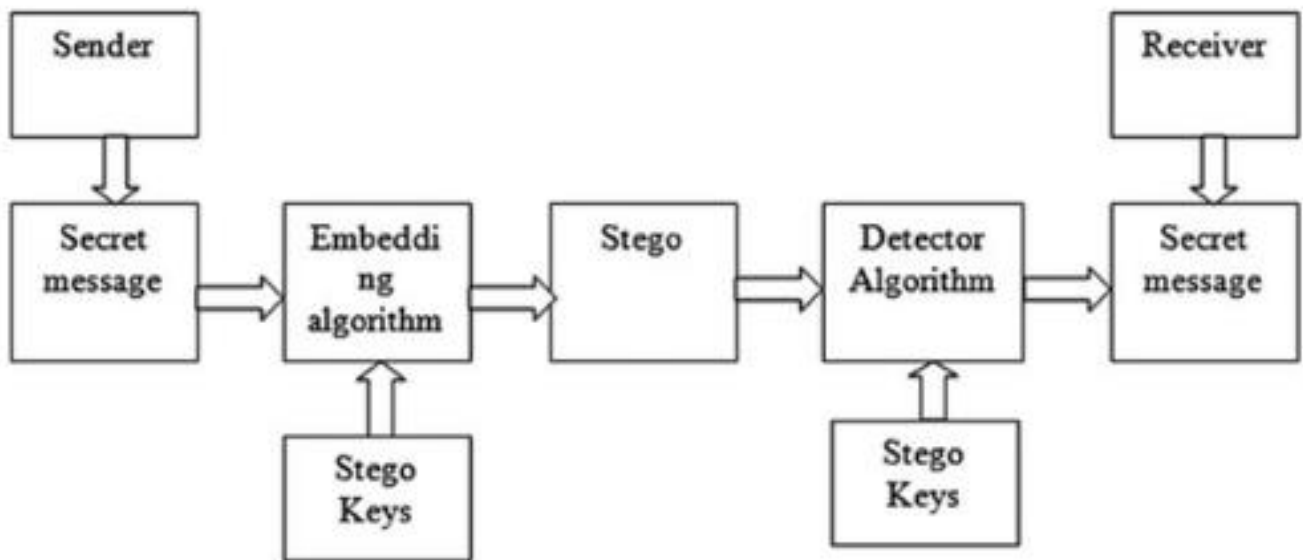 Sender
Receiver
Secret
message
Embeddi
ng
algorithm
Stego
Detector
Algorithm
Secret
message
Stego
Keys
Stego
Keys